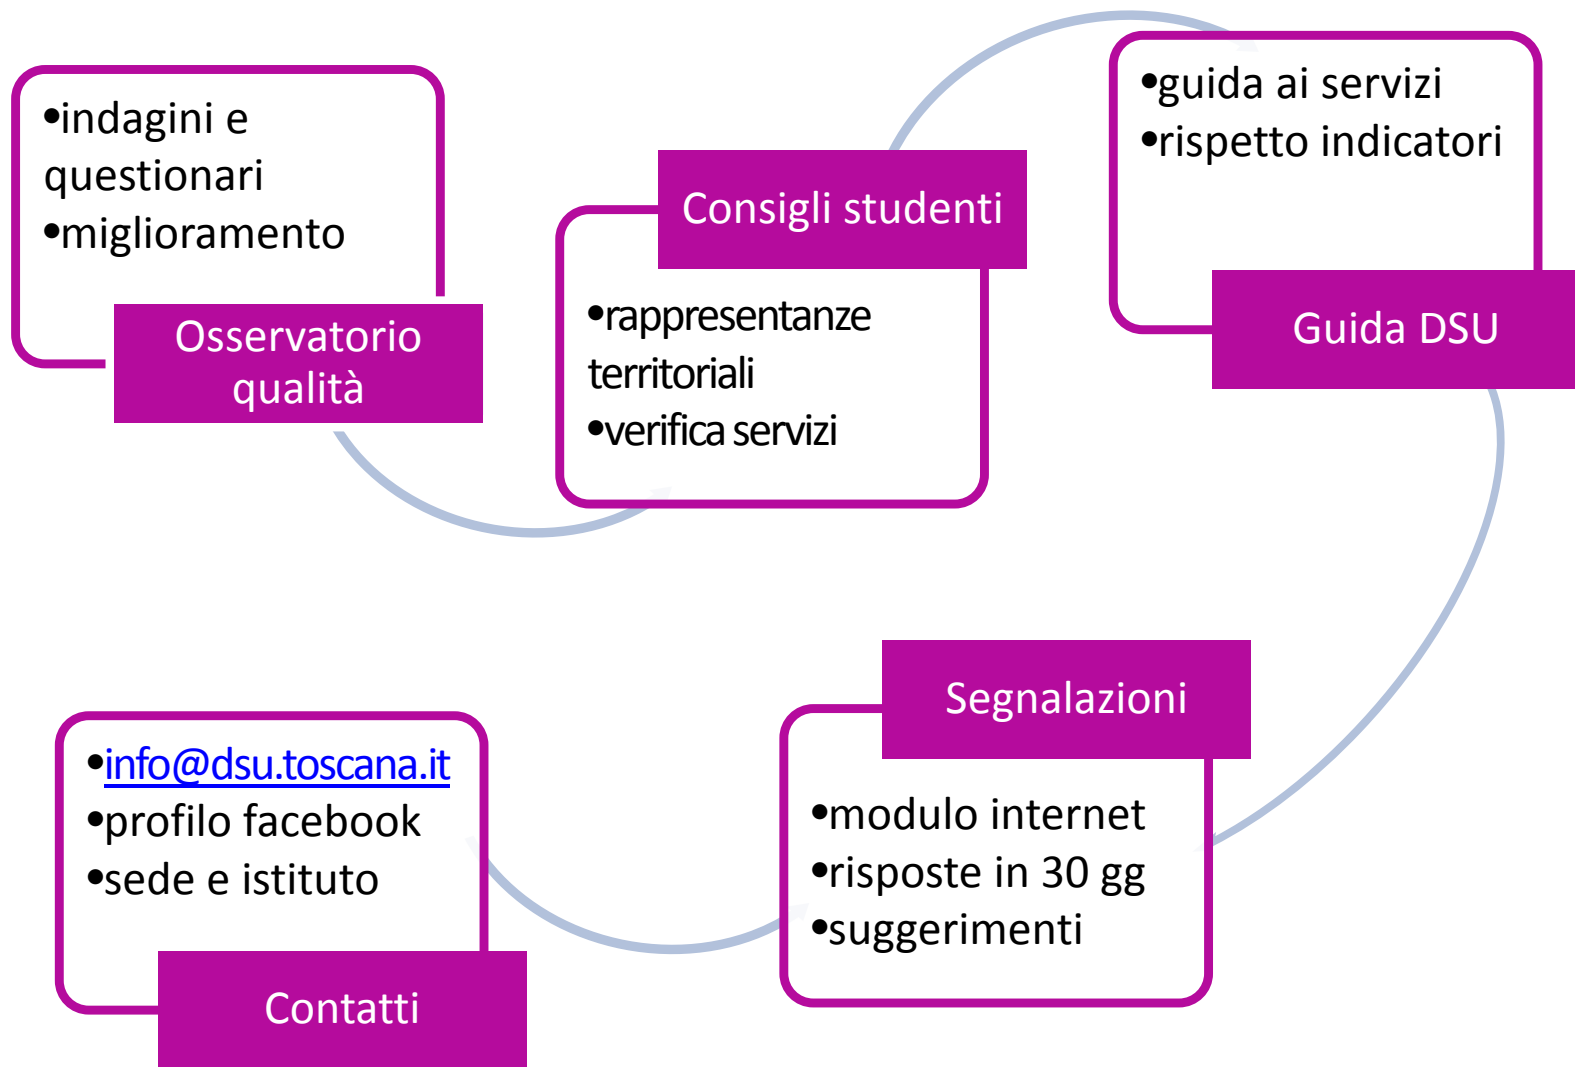 •indagini e
questionari
•miglioramento
Osservatorio
qualità
Consigli studenti
•rappresentanze
territoriali
•verifica servizi
•guida ai servizi
•rispetto indicatori
Guida DSU
Segnalazioni
•modulo internet
•risposte in 30 gg
•suggerimenti
•info@dsu.toscana.it
•profilo facebook
•sede e istituto
Contatti